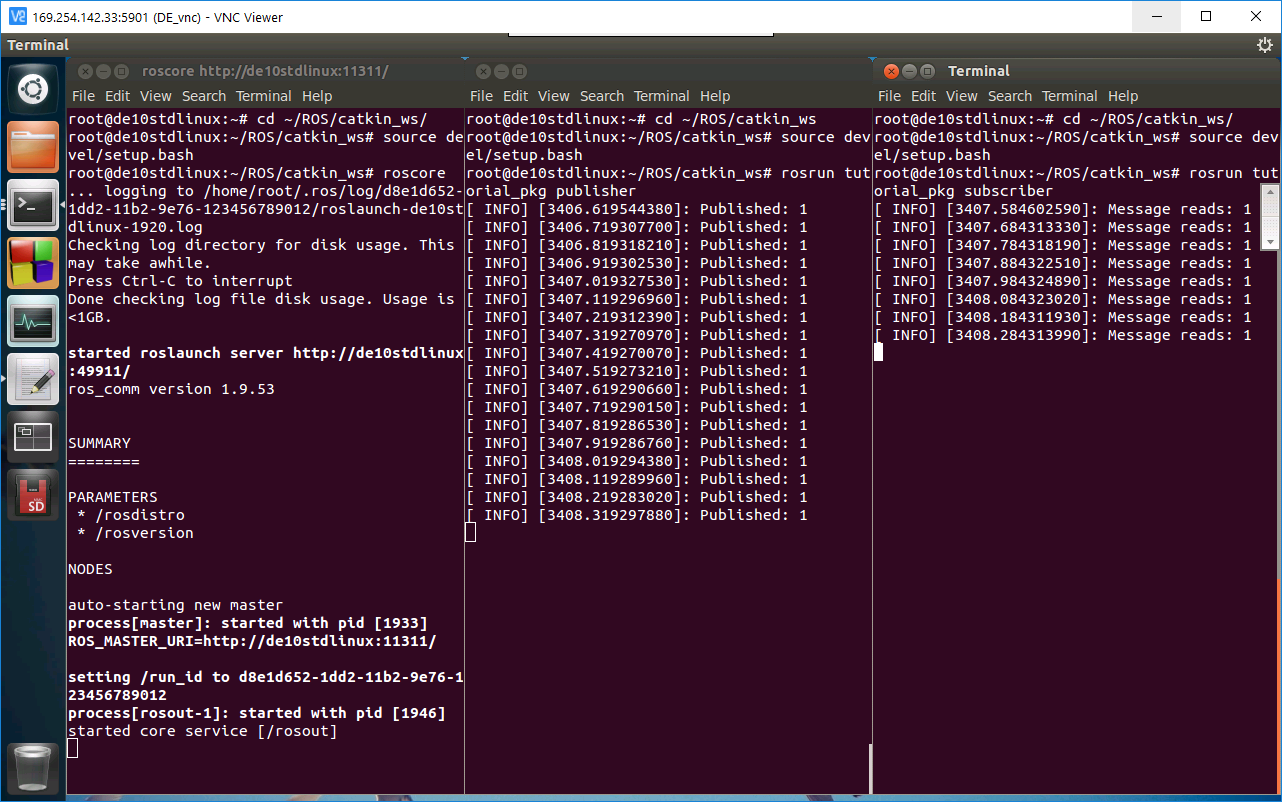 169.254.142.33:5901 (DE_vnc) - VNC Viewer
Terminal
roscore http://de10stdlinux:11311/
File Edit View Search Terminal Help
root@de10stdlinux:~# cd ~/ROS/catkin_ws/
root@de10stdlinux:~/ROS/catkin_ws# source de
vel/setup.bash
root@de10stdlinux:~/ROS/catkin_ws# roscore
... logging to /home/root/.ros/log/d8e1d652-
1dd2-11b2-9e76-123456789012/roslaunch-de10st
dlinux-1920.log
Checking log directory for disk usage. This
may take awhile.
Press Ctrl-C to interrupt
Done checking log file disk usage. Usage is
<1GB.
started roslaunch server http://de10stdlinux
:49911/
ros_comm version 1.9.53
SUMMARY
========
PARAMETERS
* /rosdistro
* /rosversion
NODES
auto-starting new master
process[master]: started with pid [1933]
ROS_MASTER_URI=http://de10stdlinux:11311/
setting /run_id to d8e1d652-1dd2-11b2-9e76-1
23456789012
process[rosout-1]: started with pid [1946]
started core service [/rosout]
File Edit View Search Terminal Help
root@de10stdlinux:~# cd ~/ROS/catkin_ws
root@de10stdlinux:~/ROS/catkin_ws# source dev
el/setup.bash
root@de10stdlinux:~/ROS/catkin_ws# rosrun tut
orial_pkg publisher
[ INFO] [3406.619544380]: Published: 1
[ INFO] [3406.719307700]: Published: 1
[ INFO] [3406.819318210]: Published: 1
[ INFO] [3406.919302530]: Published: 1
[ INFO] [3407.019327530]: Published: 1
[ INFO] [3407.119296960]: Published: 1
[ INFO] [3407.219312390]: Published: 1
[ INFO] [3407.319270970]: Published: 1
[ INFO] [3407.419270070]: Published: 1
[ INFO] [3407.519273210]: Published: 1
[ INFO] [3407.619290660]: Published: 1
[ INFO] [3407.719290150]: Published: 1
[ INFO] [3407.819286530]: Published: 1
[ INFO] [3407.919286760]: Published: 1
[ INFO] [3408.019294380]: Published: 1
[ INFO] [3408.119289960]: Published: 1
[ INFO] [3408.219283020]: Published: 1
[ INFO] [3408.319297880]: Published: 1
Terminal
File Edit View Search Terminal Help
root@de10stdlinux:~# cd ~/ROS/catkin_ws/
root@de10stdlinux:~/ROS/catkin_ws# source dev
el/setup.bash
root@de10stdlinux:~/ROS/catkin_ws# rosrun tut
orial_pkg subscriber
[ INFO] [3407.584602590]: Message reads: 1
[ INFO] [3407.684313330]: Message reads: 1
[ INFO] [3407.784318190]: Message reads: 1
[ INFO] [3407.884322510]: Message reads: 1
[ INFO] [3407.984324890]: Message reads: 1
[ INFO] [3408.084323020]: Message reads: 1
[ INFO] [3408.184311930]: Message reads: 1
[ INFO] [3408.284313990]: Message reads: 1
SD